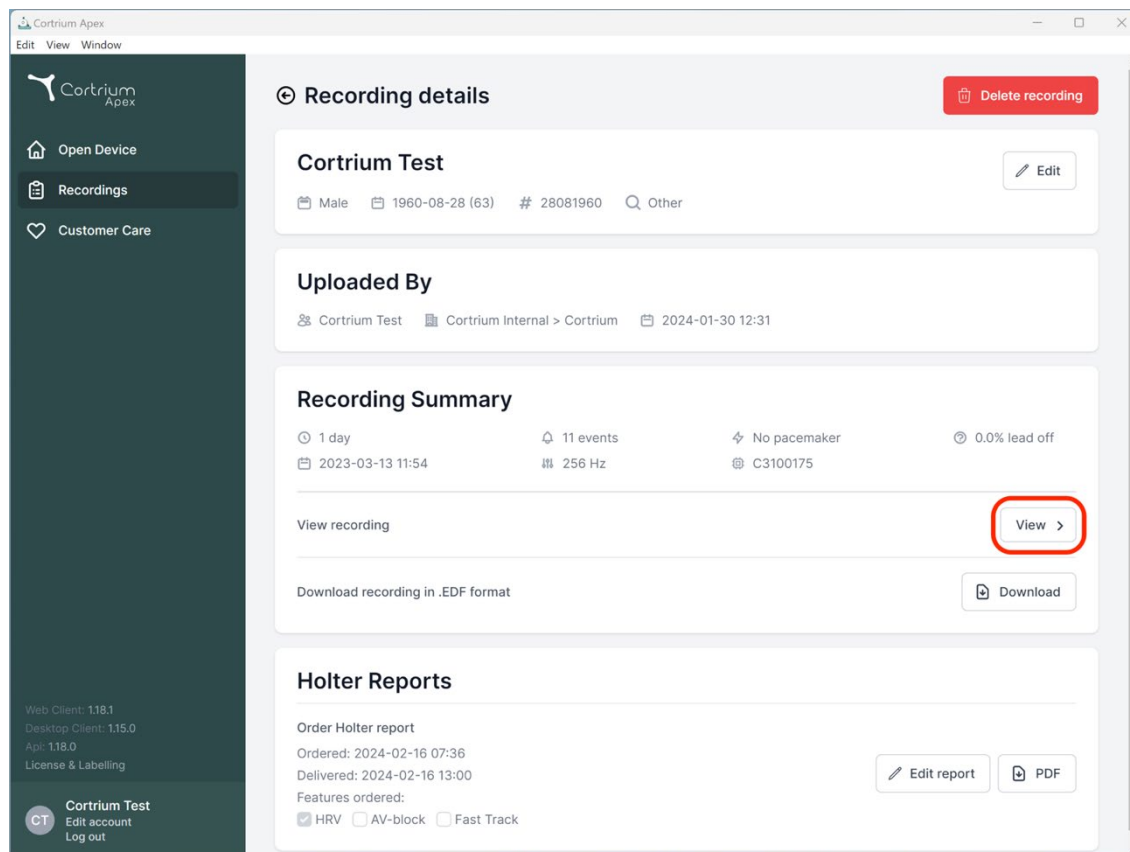 Cortrium Apex
Edit View Window
Cortrium
Apex
Open Device
Recordings
Customer Care
Web Client: 1.18.1
Desktop Client: 1.15.0
Api: 1.18.0
License & Labelling
CT
Cortrium Test
Edit account
Log out
Recording details
Delete recording
Cortrium Test
Edit
Male 1960-08-28 (63) # 28081960 Other
Uploaded By
Cortrium Test Cortrium Internal > Cortrium 2024-01-30 12:31
Recording Summary
1 day 11 events No pacemaker 0.0% lead off
2023-03-13 11:54 256 Hz C3100175
View recording View >
Download recording in .EDF format Download
Holter Reports
Order Holter report
Ordered: 2024-02-16 07:36
Delivered: 2024-02-16 13:00
Edit report PDF
Features ordered:
HRV AV-block Fast Track